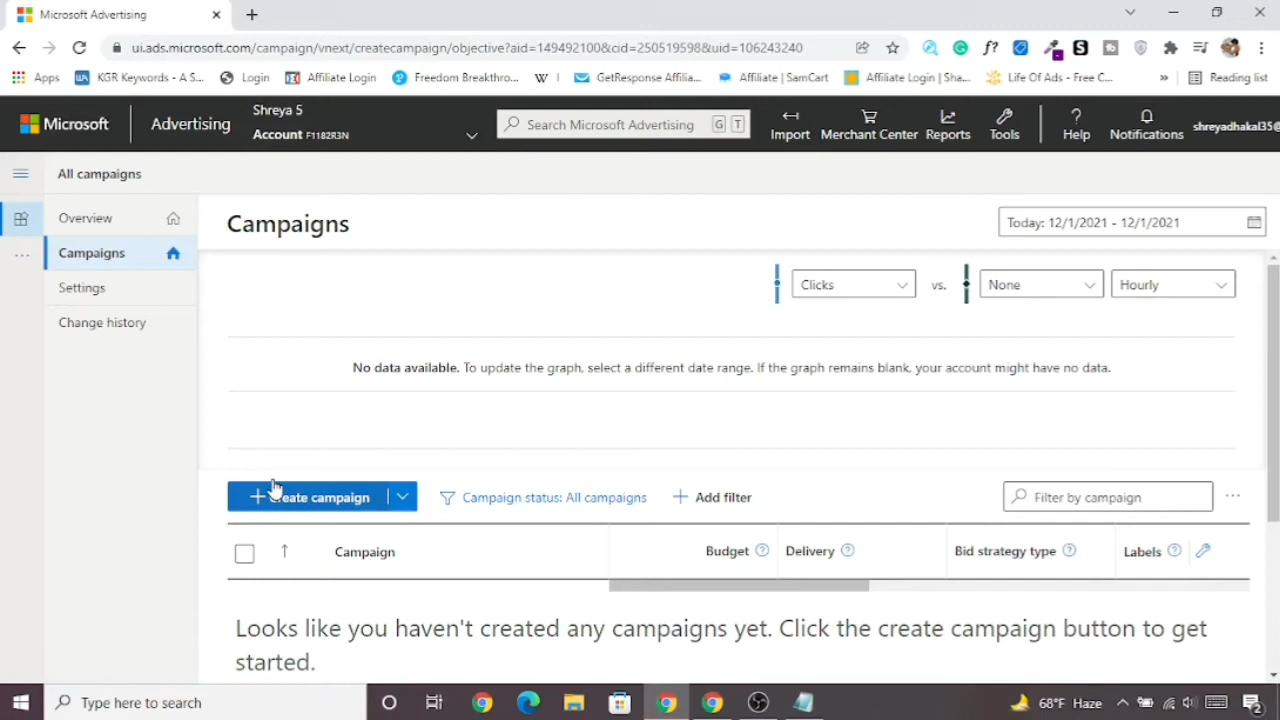 Microsoft Advertising
ui.ads.microsoft.com/campaign/vnext/createcampaign/objective?aid=149492100&cid=250519598&uid=106243240
Apps
KGR Keywords - A S...
Login
Affiliate Login
Freedom Breakthro...
GetResponse Affilia...
Affiliate | SamCart
Affiliate Login | Sha...
Life Of Ads - Free C...
»
Reading list
Microsoft
Advertising
Shreya 5
Account F1182R3N
Search Microsoft Advertising
G T
Import
Merchant Center
Reports
Tools
Help
Notifications
shreyadhakal35@
All campaigns
Overview
Campaigns
Settings
Change history
Campaigns
Today: 12/1/2021 - 12/1/2021
Clicks
vs.
None
Hourly
No data available. To update the graph, select a different date range. If the graph remains blank, your account might have no data.
Create campaign
Campaign status: All campaigns
Add filter
Filter by campaign
Campaign
Budget
Delivery
Bid strategy type
Labels
Looks like you haven't created any campaigns yet. Click the create campaign button to get
started.
Type here to search
68°F Haze
2